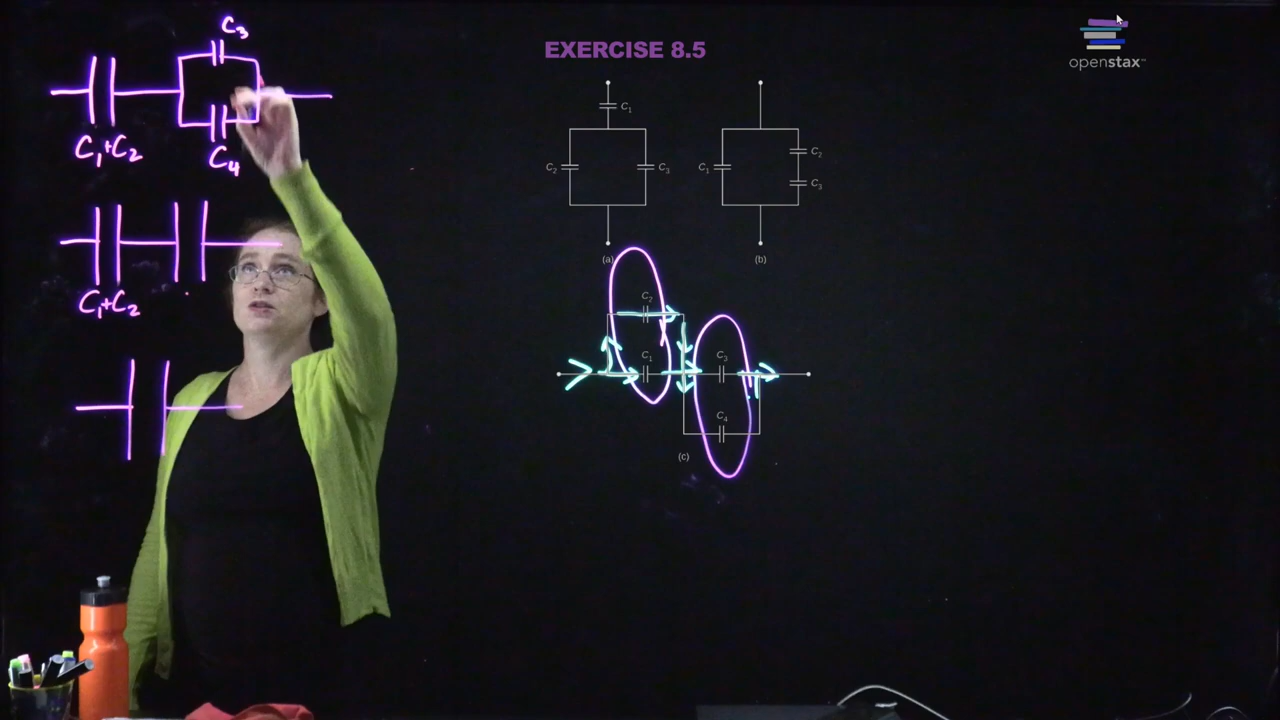 C₃
C₁+C₂
C₄
C₁+C₂
EXERCISE 8.5
openstax™
C₁
C₂
C₃
(a)
C₁
C₂
C₃
(b)
C₂
C₁
C₃
C₄
(c)